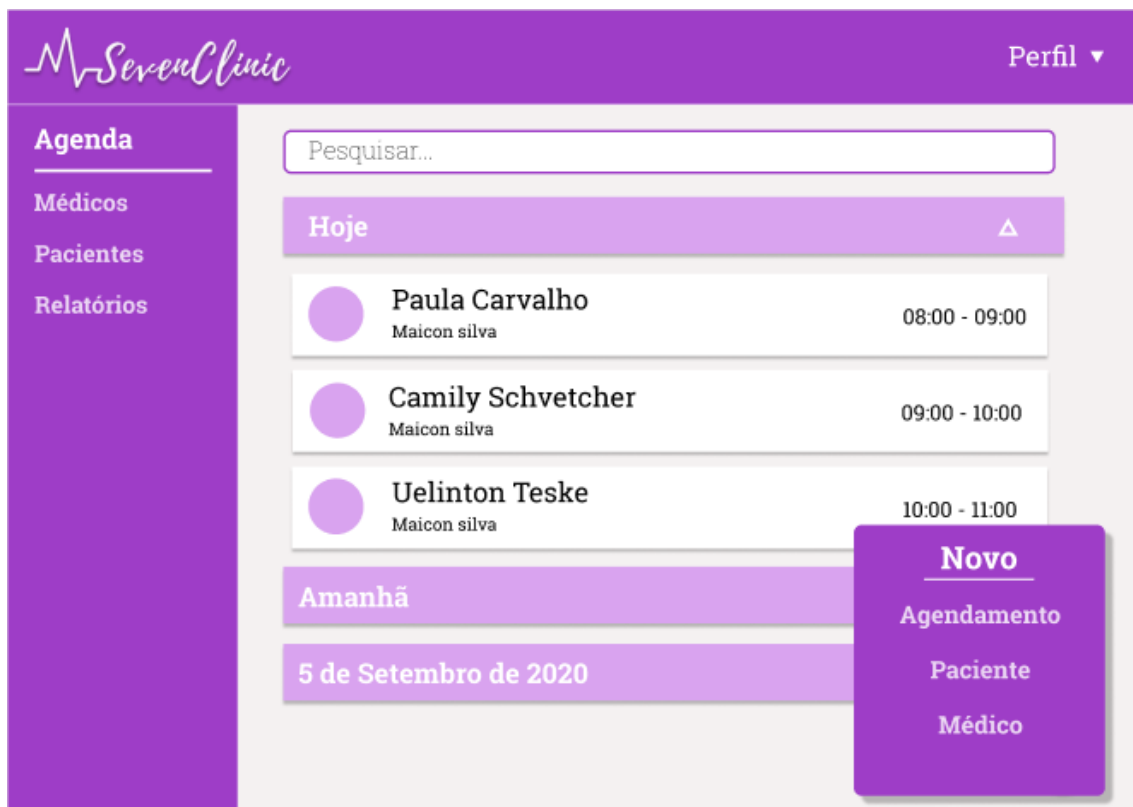 SevenClinic
Perfil
Agenda
Médicos
Pacientes
Relatórios
Pesquisar...
Hoje
Paula Carvalho
Maicon silva
08:00 - 09:00
Camily Schvetcher
Maicon silva
09:00 - 10:00
Uelinton Teske
Maicon silva
10:00 - 11:00
Amanhã
5 de Setembro de 2020
Novo
Agendamento
Paciente
Médico